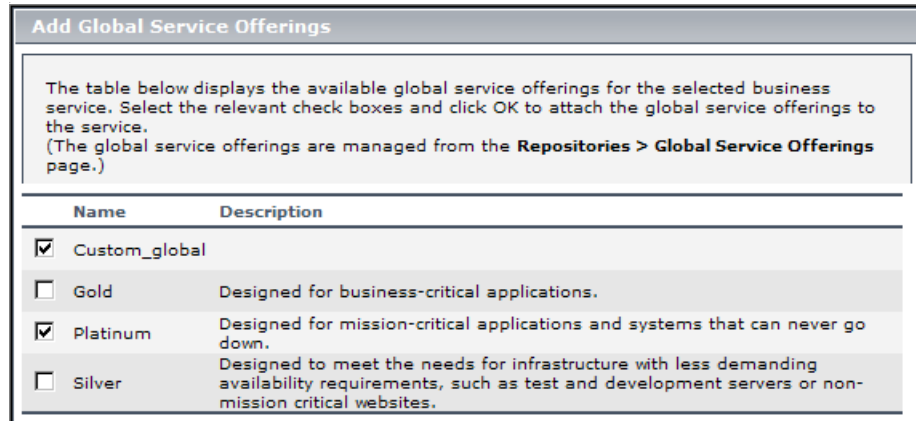 Add Global Service Offerings
The table below displays the available global service offerings for the selected business
service. Select the relevant check boxes and click OK to attach the global service offerings to
the service.
(The global service offerings are managed from the Repositories > Global Service Offerings
page.)
Name Description
Custom_global
Gold Designed for business-critical applications.
Platinum Designed for mission-critical applications and systems that can never go
down.
Silver Designed to meet the needs for infrastructure with less demanding
availability requirements, such as test and development servers or non-
mission critical websites.